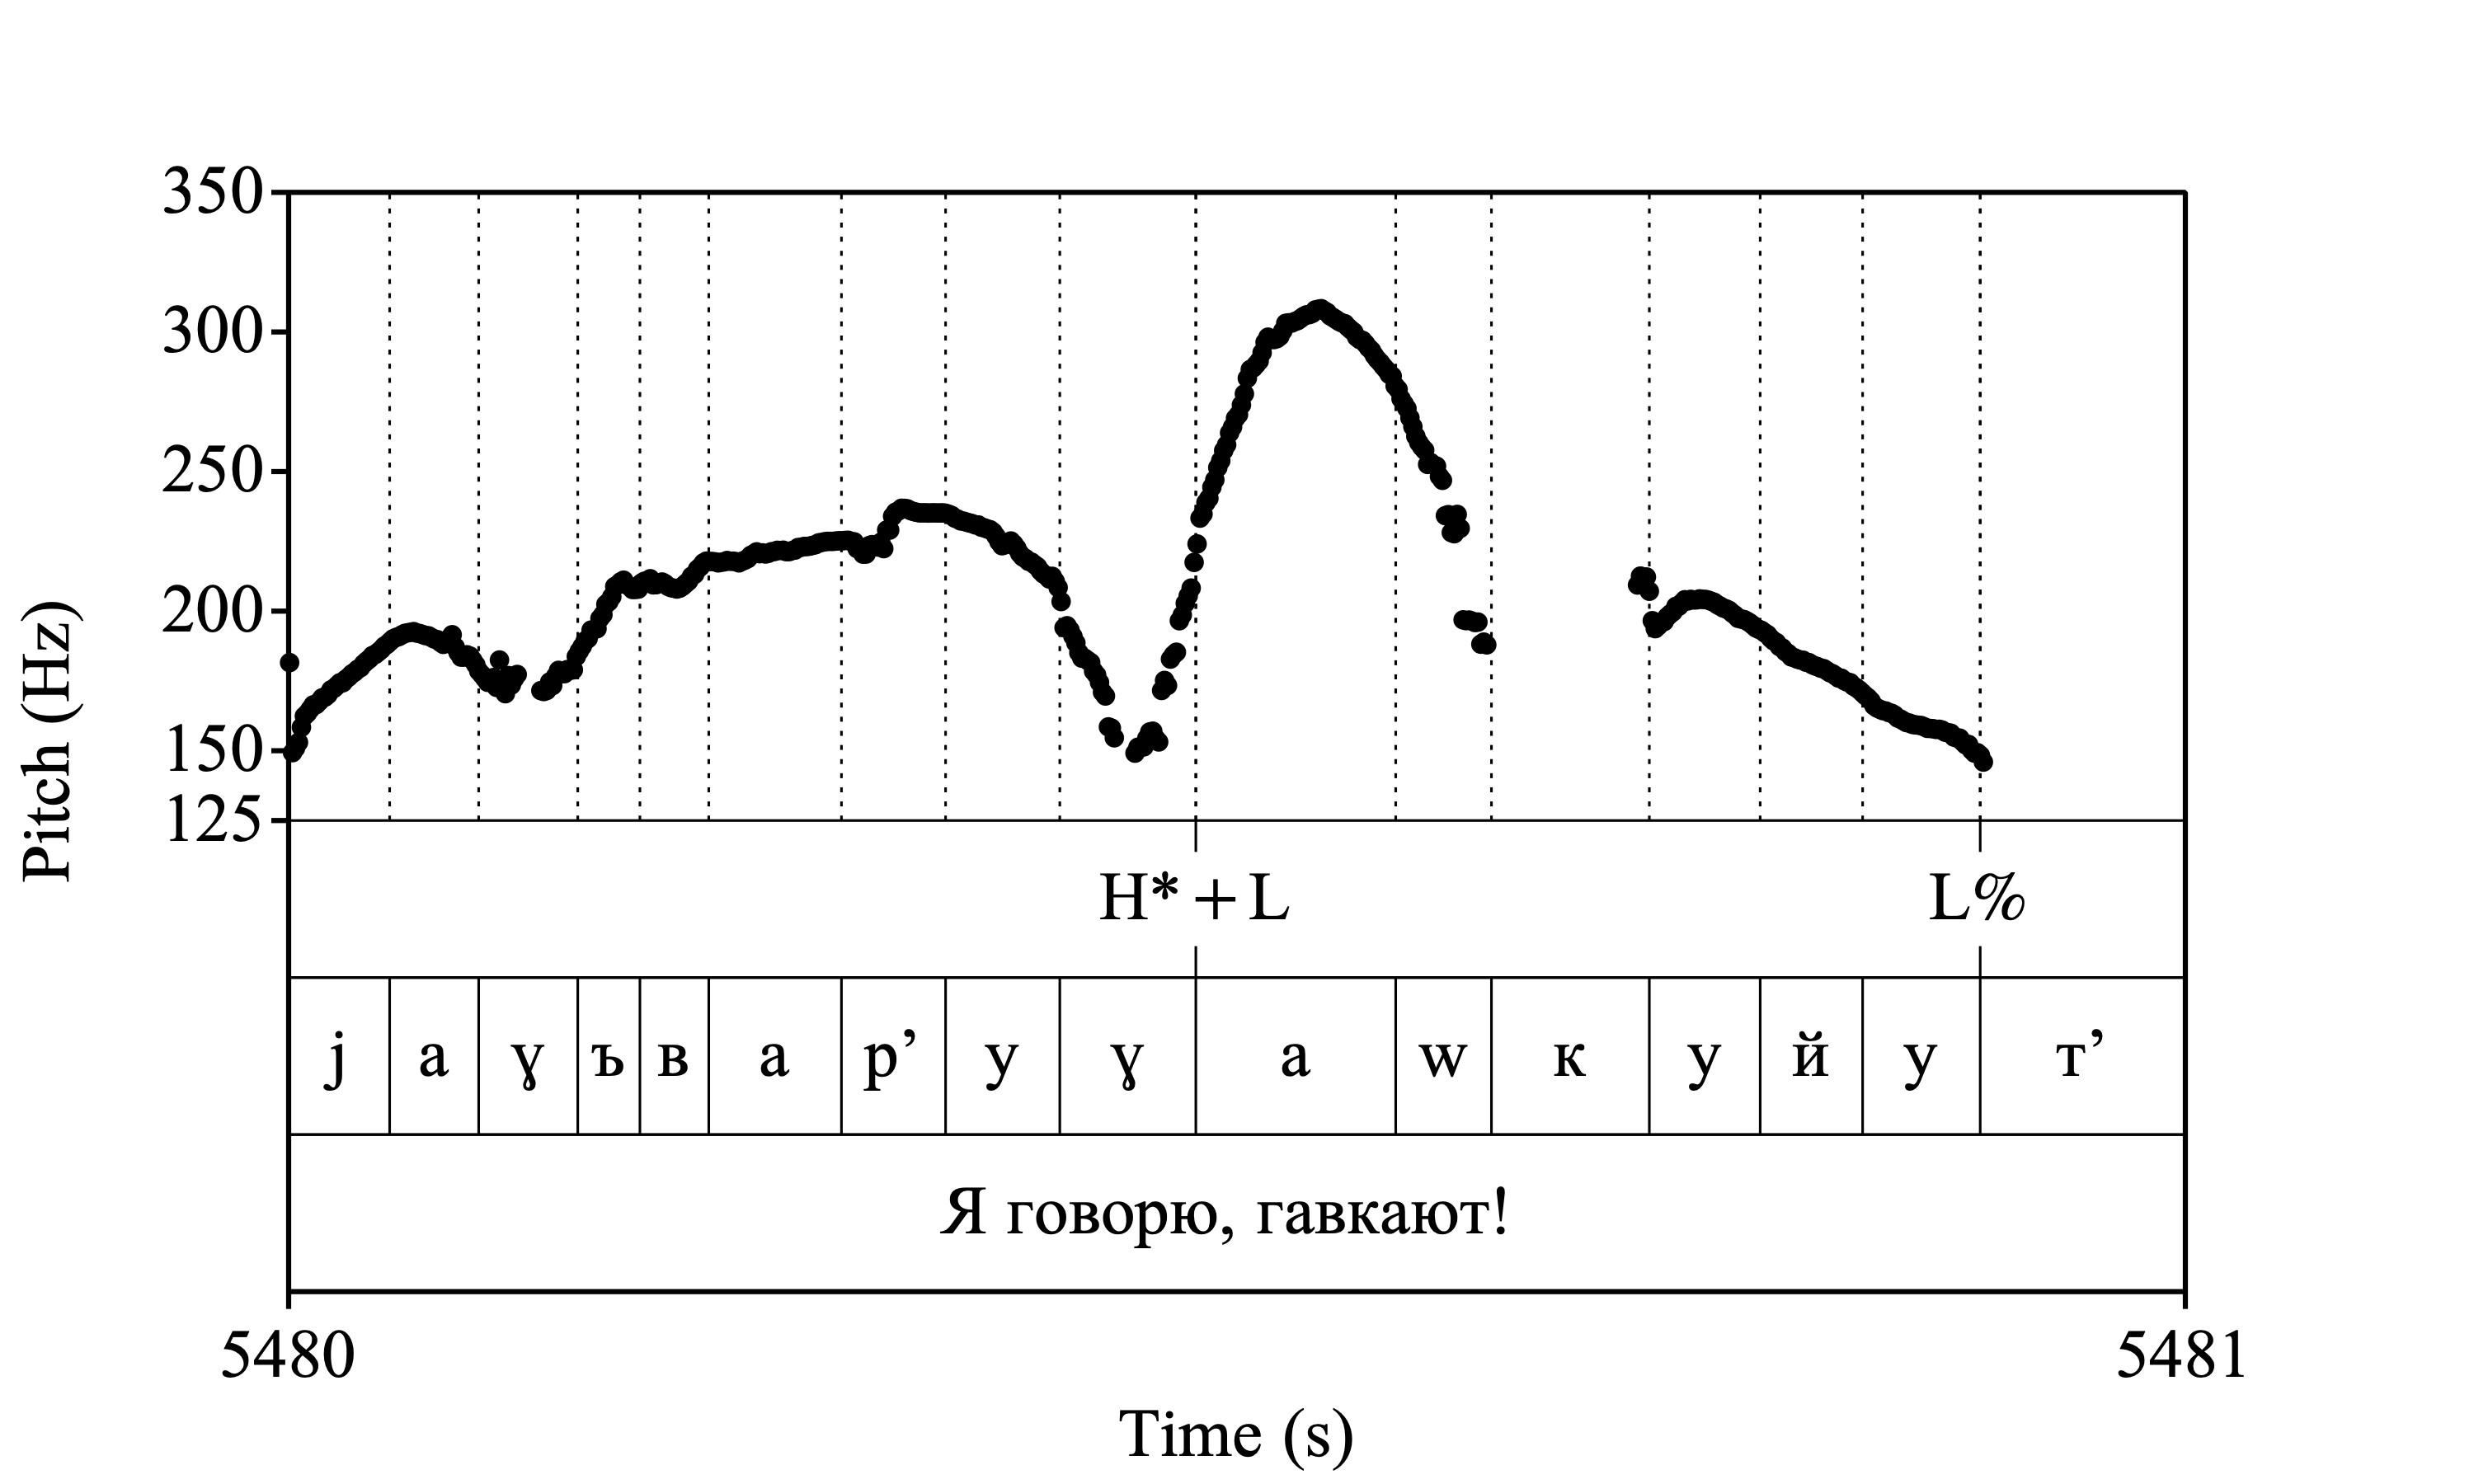 350
300
250
200
150
125
Pitch (Hz)
H* + L L%
j а ɣ ъ в а р’ у ɣ а w к у й у т’
Я говорю, гавкают!
5480 5481
Time (s)